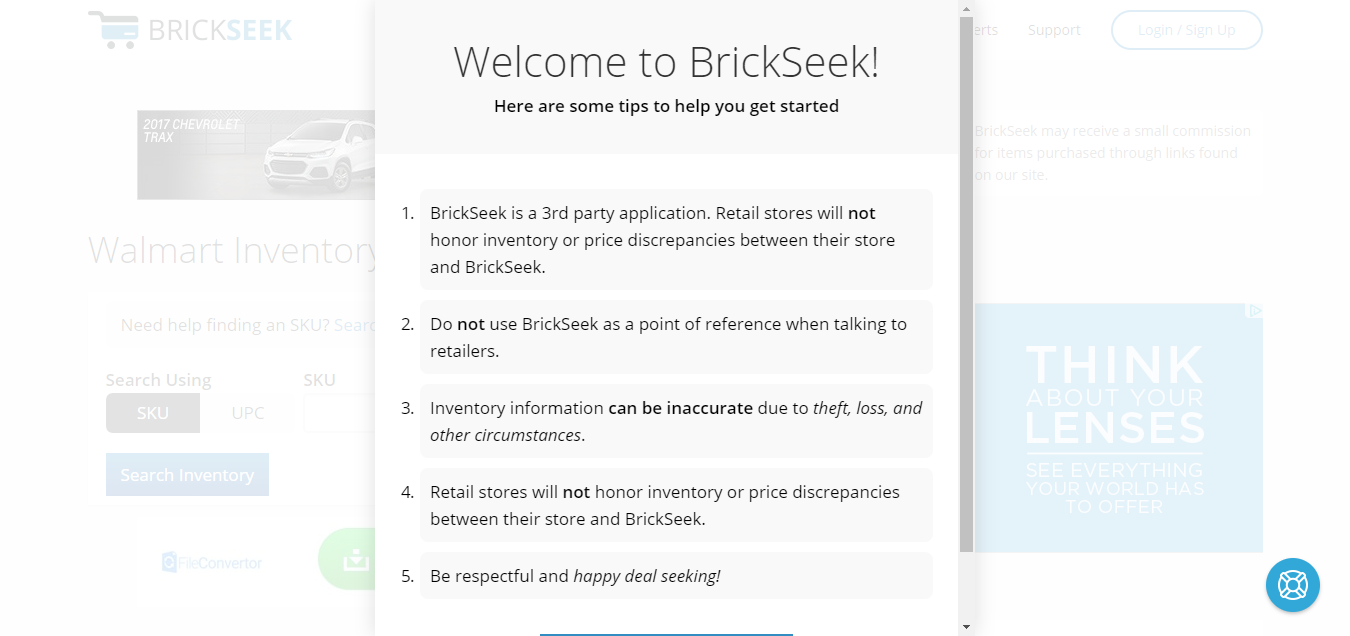 BRICKSEEK
erts Support Login / Sign Up
Welcome to BrickSeek!
Here are some tips to help you get started
2017 CHEVROLET
TRAX
BrickSeek may receive a small commission
for items purchased through links found
on our site.
1. BrickSeek is a 3rd party application. Retail stores will not
honor inventory or price discrepancies between their store
and BrickSeek.
2. Do not use BrickSeek as a point of reference when talking to
retailers.
3. Inventory information can be inaccurate due to theft, loss, and
other circumstances.
4. Retail stores will not honor inventory or price discrepancies
between their store and BrickSeek.
5. Be respectful and happy deal seeking!
Walmart Inventory
Need help finding an SKU? Searc
Search Using SKU
SKU UPC
Search Inventory
FileConvertor
THINK
ABOUT YOUR
LENSES
SEE EVERYTHING
YOUR WORLD HAS
TO OFFER